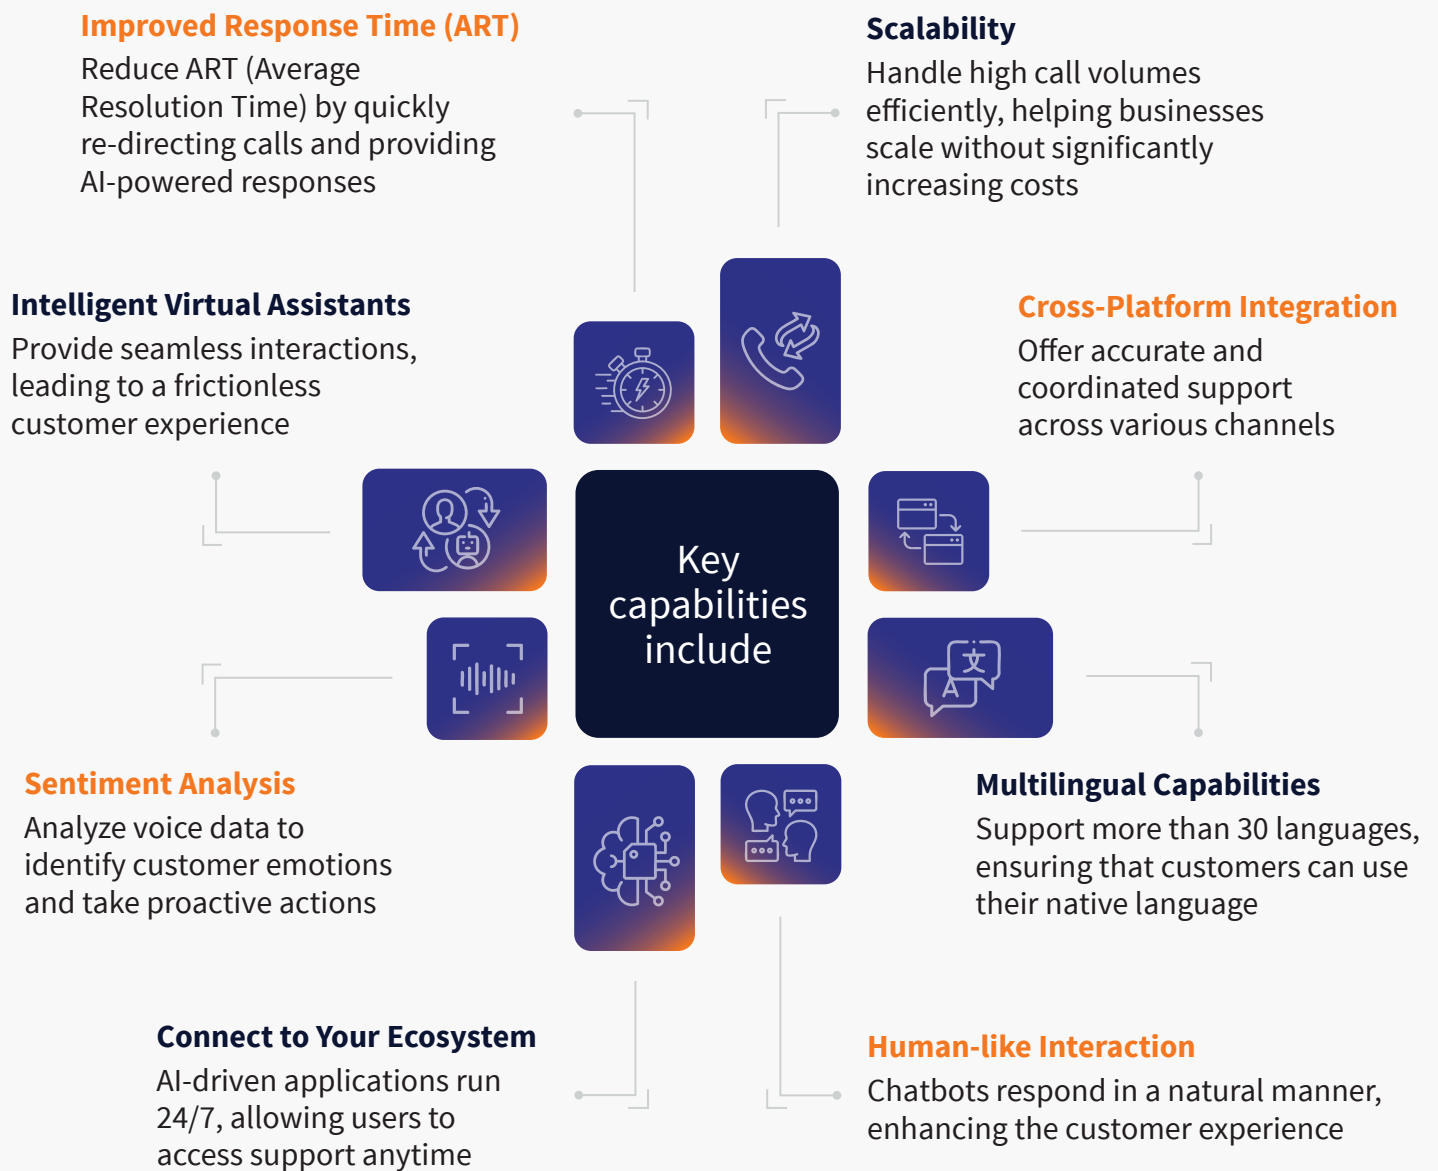 Improved Response Time (ART)
Reduce ART (Average
Resolution Time) by quickly
re-directing calls and providing
AI-powered responses
Scalability
Handle high call volumes
efficiently, helping businesses
scale without significantly
increasing costs
Intelligent Virtual Assistants
Provide seamless interactions,
leading to a frictionless
customer experience
Cross-Platform Integration
Offer accurate and
coordinated support
across various channels
Key
capabilities
include
文
A
Sentiment Analysis
Analyze voice data to
identify customer emotions
and take proactive actions
Multilingual Capabilities
Support more than 30 languages,
ensuring that customers can use
their native language
Connect to Your Ecosystem
AI-driven applications run
24/7, allowing users to
access support anytime
Human-like Interaction
Chatbots respond in a natural manner,
enhancing the customer experience